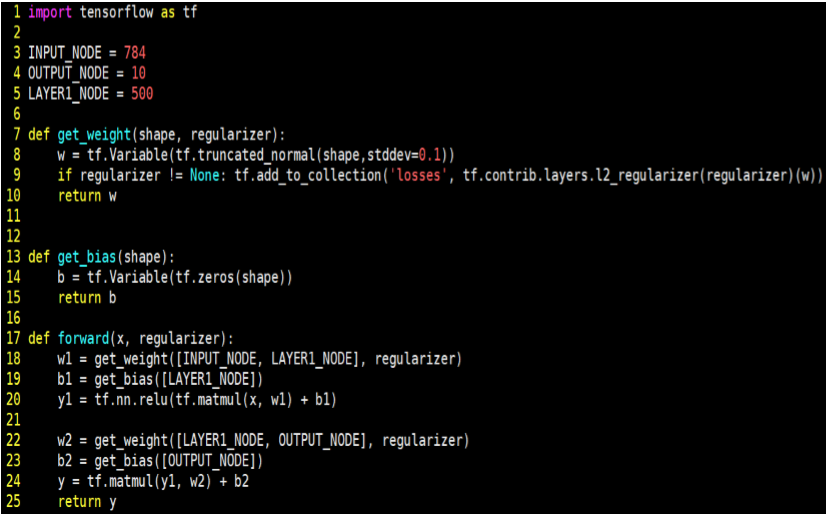 1 import tensorflow as tf
2
3 INPUT_NODE = 784
4 OUTPUT_NODE = 10
5 LAYER1_NODE = 500
6
7 def get_weight(shape, regularizer):
8     w = tf.Variable(tf.truncated_normal(shape,stddev=0.1))
9     if regularizer != None: tf.add_to_collection('losses', tf.contrib.layers.l2_regularizer(regularizer)(w))
10     return w
11
12
13 def get_bias(shape):
14     b = tf.Variable(tf.zeros(shape))
15     return b
16
17 def forward(x, regularizer):
18     w1 = get_weight([INPUT_NODE, LAYER1_NODE], regularizer)
19     b1 = get_bias([LAYER1_NODE])
20     y1 = tf.nn.relu(tf.matmul(x, w1) + b1)
21
22     w2 = get_weight([LAYER1_NODE, OUTPUT_NODE], regularizer)
23     b2 = get_bias([OUTPUT_NODE])
24     y = tf.matmul(y1, w2) + b2
25     return y